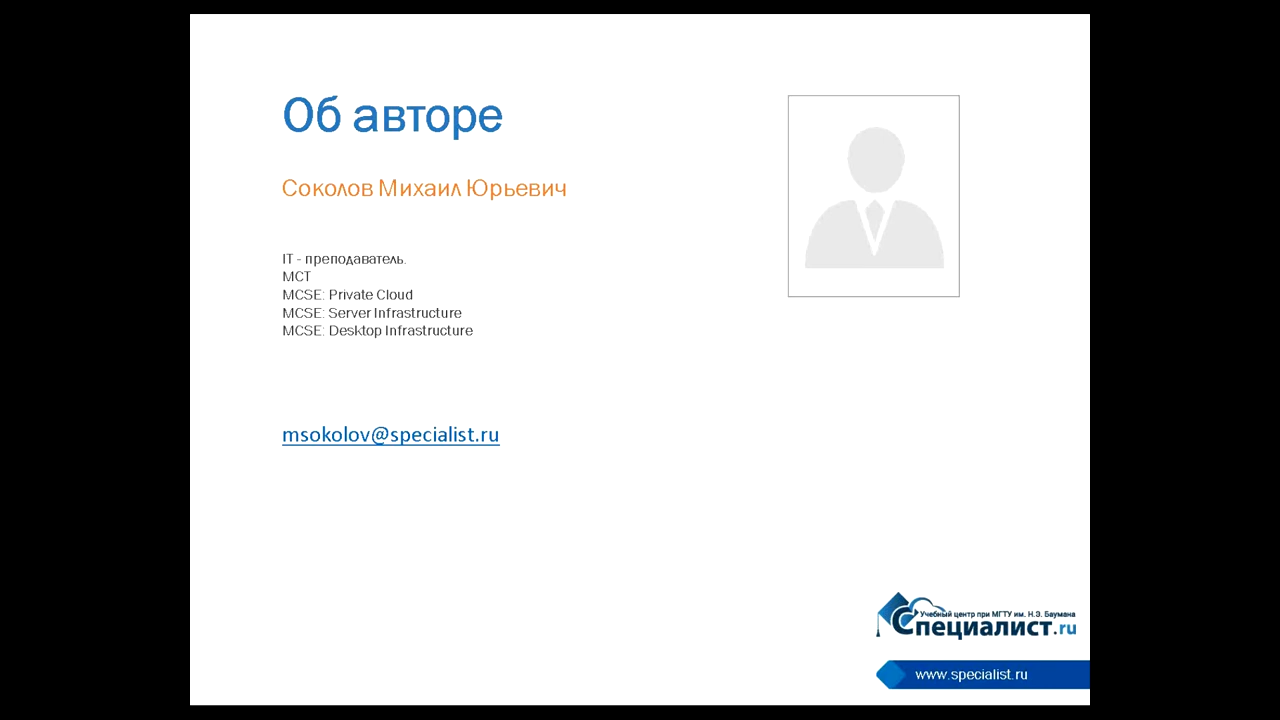 Об авторе
Соколов Михаил Юрьевич
IT - преподаватель.
MCT
MCSE: Private Cloud
MCSE: Server Infrastructure
MCSE: Desktop Infrastructure
msokolov@specialist.ru
Учебный центр при МГТУ им. Н.Э. Баумана
Специалист.ru
www.specialist.ru